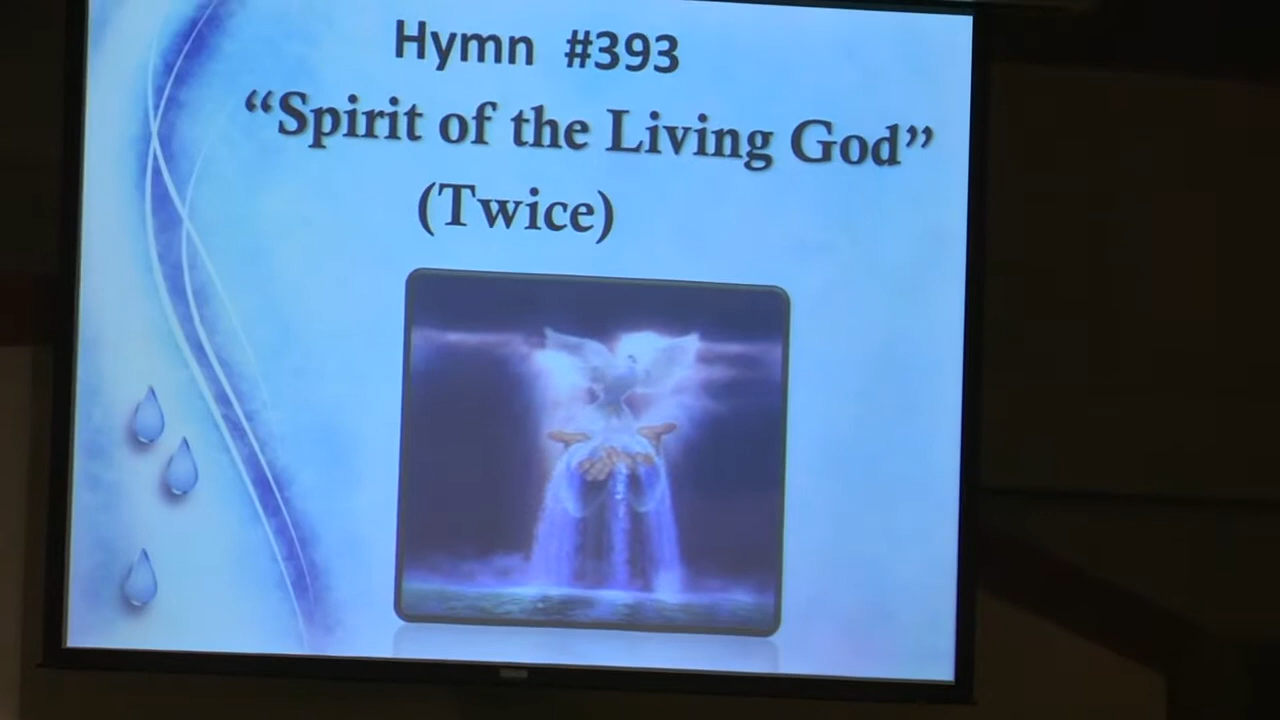 Hymn #393
“Spirit of the Living God”
(Twice)